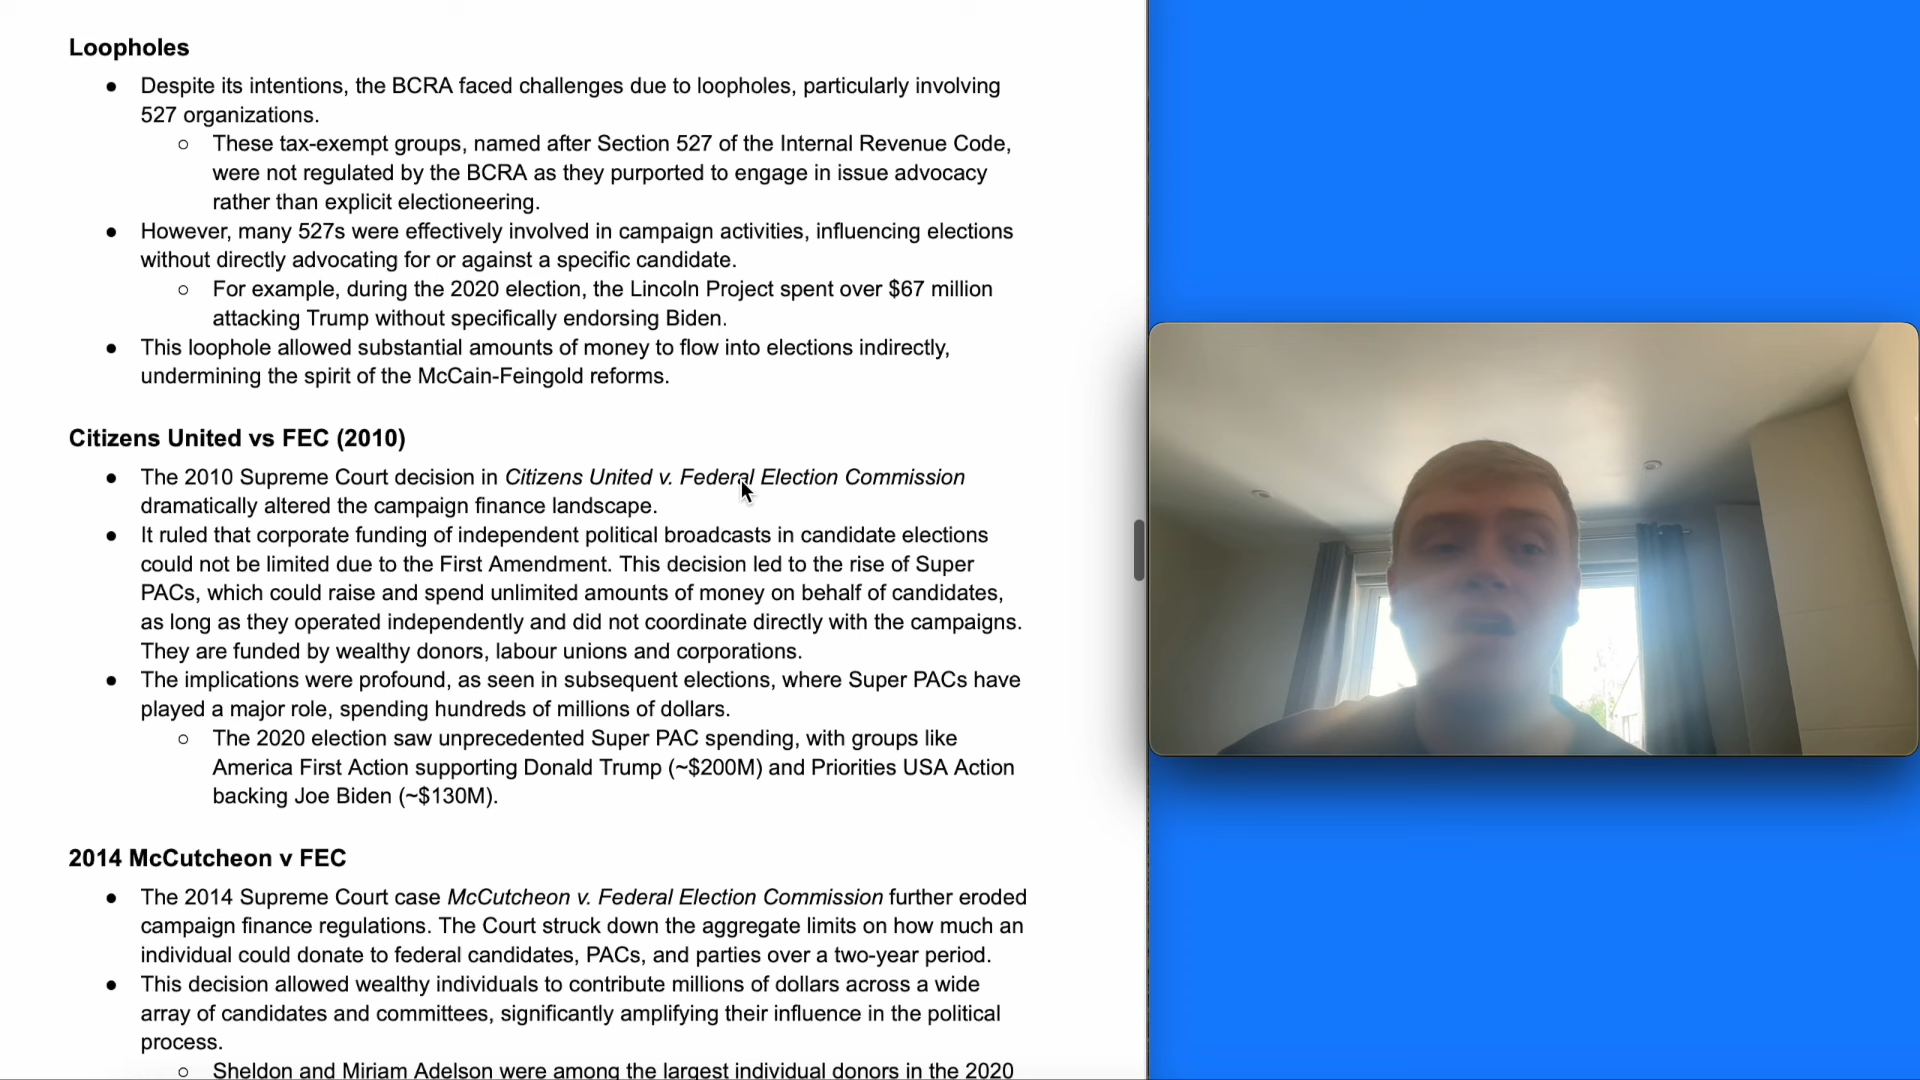 Loopholes
● Despite its intentions, the BCRA faced challenges due to loopholes, particularly involving
527 organizations.
○ These tax-exempt groups, named after Section 527 of the Internal Revenue Code,
were not regulated by the BCRA as they purported to engage in issue advocacy
rather than explicit electioneering.
● However, many 527s were effectively involved in campaign activities, influencing elections
without directly advocating for or against a specific candidate.
○ For example, during the 2020 election, the Lincoln Project spent over $67 million
attacking Trump without specifically endorsing Biden.
● This loophole allowed substantial amounts of money to flow into elections indirectly,
undermining the spirit of the McCain-Feingold reforms.
Citizens United vs FEC (2010)
● The 2010 Supreme Court decision in Citizens United v. Federal Election Commission
dramatically altered the campaign finance landscape.
● It ruled that corporate funding of independent political broadcasts in candidate elections
could not be limited due to the First Amendment. This decision led to the rise of Super
PACs, which could raise and spend unlimited amounts of money on behalf of candidates,
as long as they operated independently and did not coordinate directly with the campaigns.
They are funded by wealthy donors, labour unions and corporations.
● The implications were profound, as seen in subsequent elections, where Super PACs have
played a major role, spending hundreds of millions of dollars.
○ The 2020 election saw unprecedented Super PAC spending, with groups like
America First Action supporting Donald Trump (~$200M) and Priorities USA Action
backing Joe Biden (~$130M).
2014 McCutcheon v FEC
● The 2014 Supreme Court case McCutcheon v. Federal Election Commission further eroded
campaign finance regulations. The Court struck down the aggregate limits on how much an
individual could donate to federal candidates, PACs, and parties over a two-year period.
● This decision allowed wealthy individuals to contribute millions of dollars across a wide
array of candidates and committees, significantly amplifying their influence in the political
process.
○ Sheldon and Miriam Adelson were among the largest individual donors in the 2020